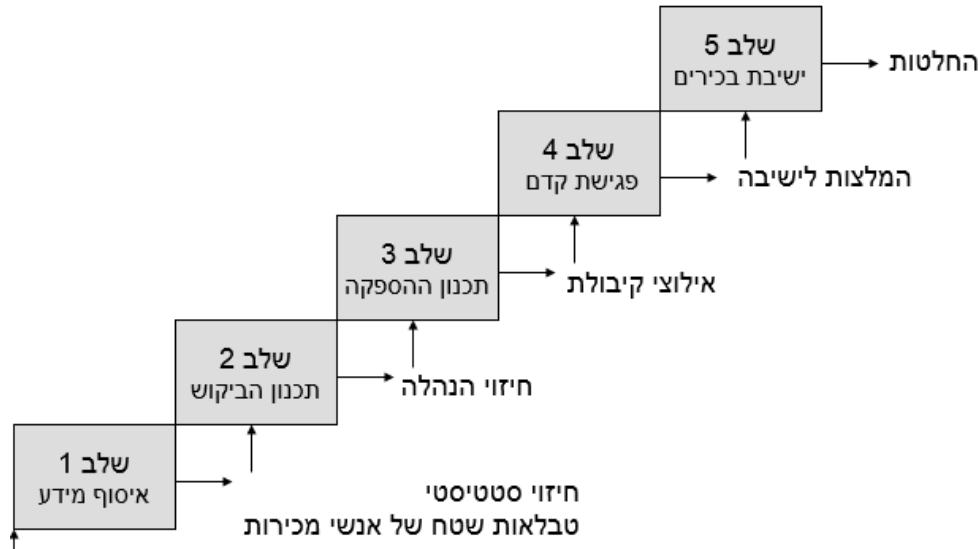 שלב 5
ישיבת בכירים
החלטות
שלב 4
פגישת קדם
המלצות לישיבה
שלב 3
תכנון ההספקה
אילוצי קיבולת
שלב 2
תכנון הביקוש
חיזוי הנהלה
שלב 1
איסוף מידע
חיזוי סטטיסטי
טבלאות שטח של אנשי מכירות